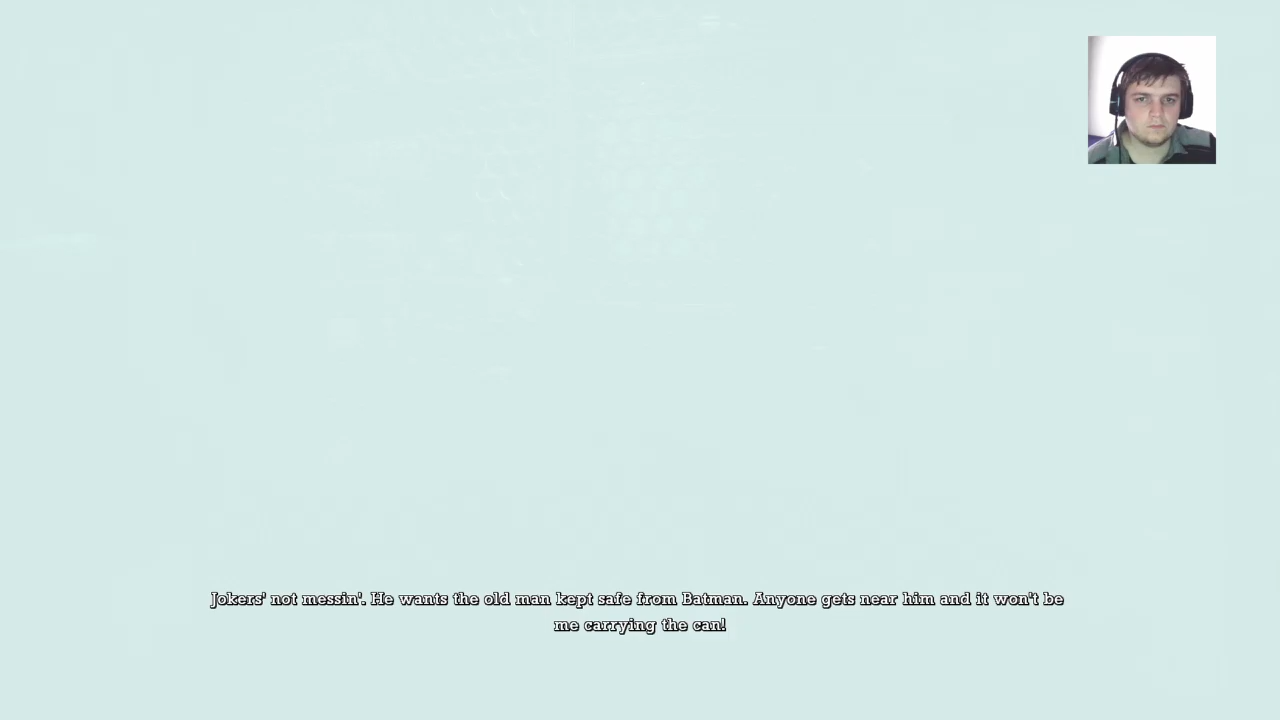 Jokers' not messin'. He wants the old man kept safe from Batman. Anyone gets near him and it won't be
me carrying the can!